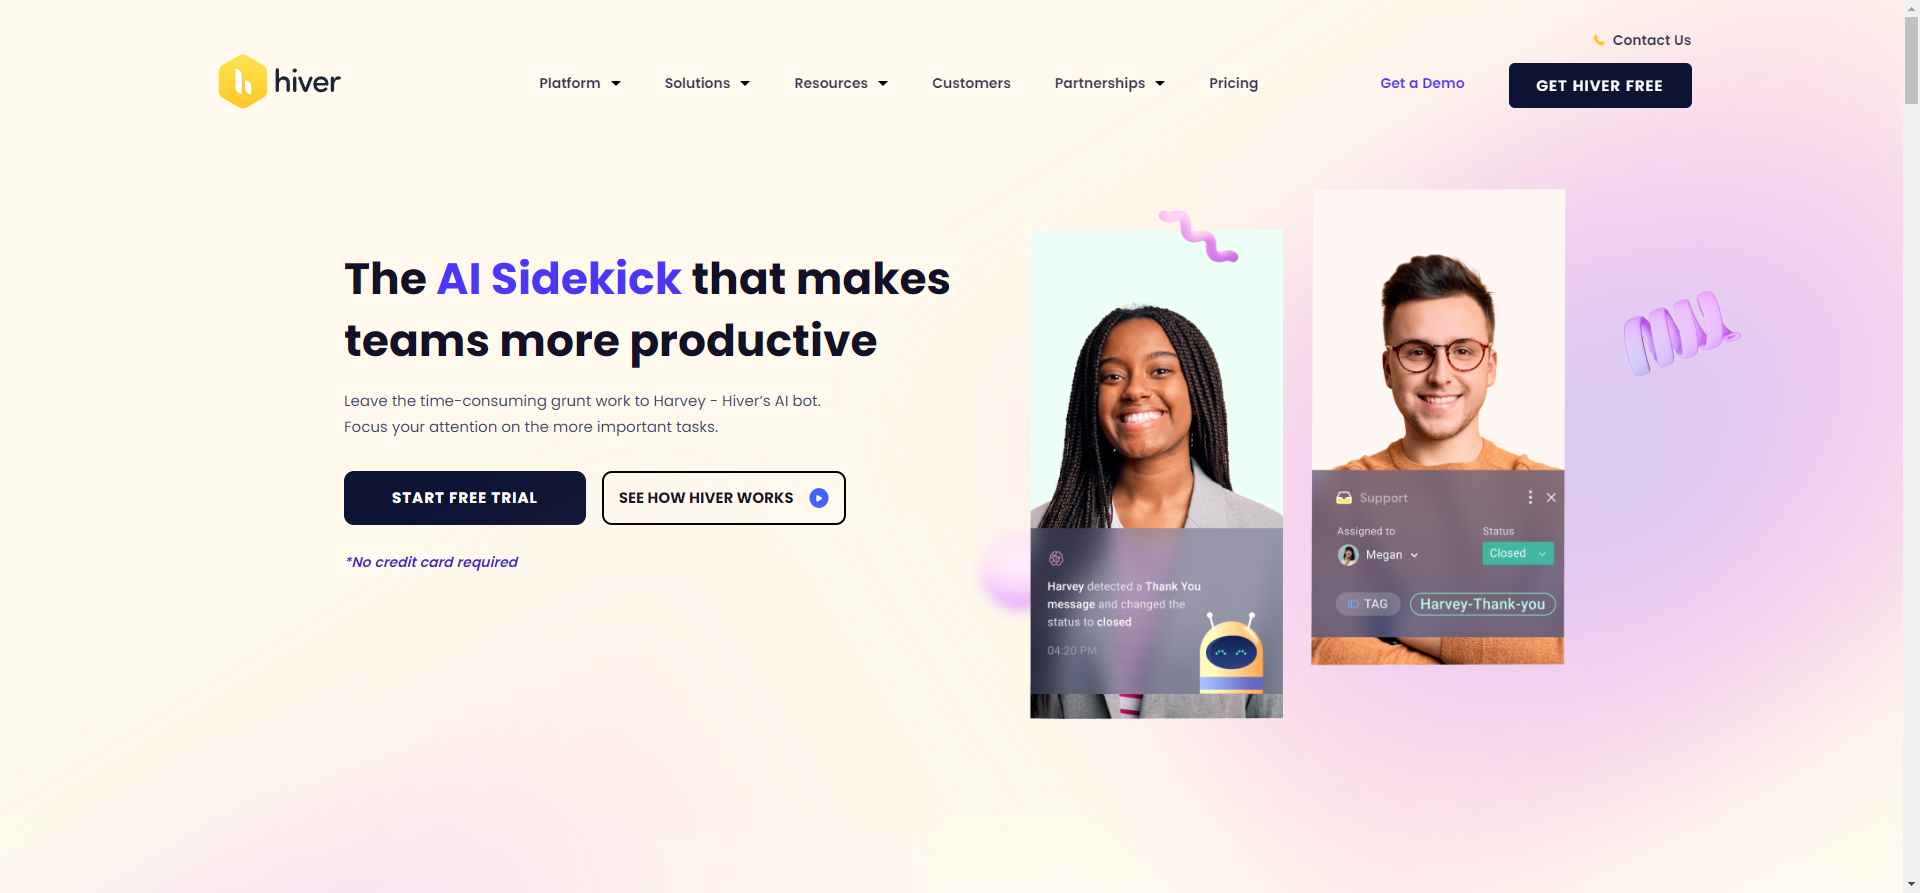 Contact Us
hiver
Platform
Solutions
Resources
Customers
Partnerships
Pricing
Get a Demo
GET HIVER FREE
The AI Sidekick that makes
teams more productive
Leave the time-consuming grunt work to Harvey - Hiver’s AI bot.
Focus your attention on the more important tasks.
START FREE TRIAL
SEE HOW HIVER WORKS
*No credit card required
Harvey detected a Thank You
message and changed the
status to closed
04:20 PM
Support
Assigned to
Status
Megan
Closed
TAG
Harvey-Thank-you